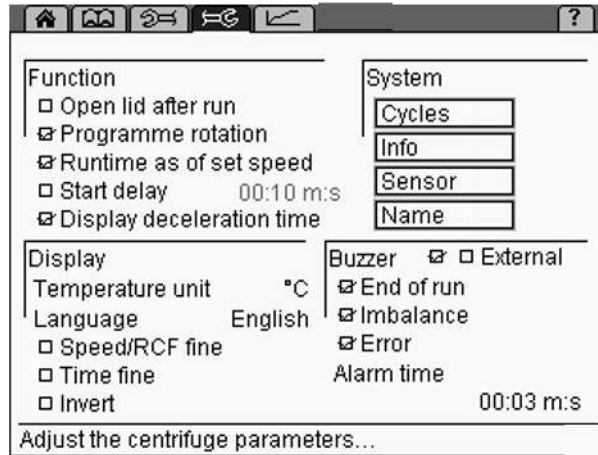 ?
Function
Open lid after run
Programme rotation
Runtime as of set speed
Start delay 00:10 m:s
Display deceleration time
System
Cycles
Info
Sensor
Name
Display
Temperature unit °C
Language English
Speed/RCF fine
Time fine
Invert
Buzzer External
End of run
Imbalance
Error
Alarm time
00:03 m:s
Adjust the centrifuge parameters...